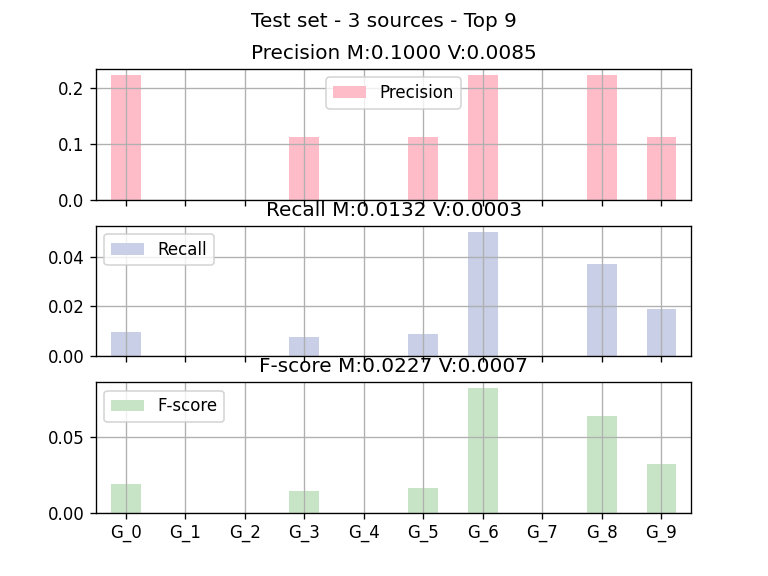 Test set - 3 sources - Top 9
Precision M:0.1000 V:0.0085
0.2
0.1
0.0
Precision
Recall M:0.0132 V:0.0003
0.04
0.02
0.00
Recall
F-score M:0.0227 V:0.0007
0.05
0.00
F-score
G_0 G_1 G_2 G_3 G_4 G_5 G_6 G_7 G_8 G_9